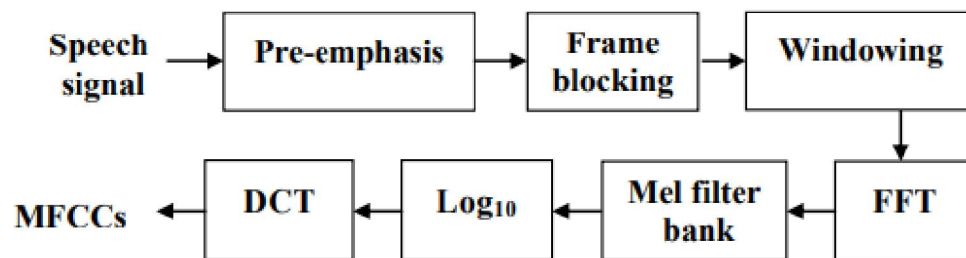 Speech
signal
Pre-emphasis
Frame
blocking
Windowing
FFT
Mel filter
bank
Log₁₀
DCT
MFCCs